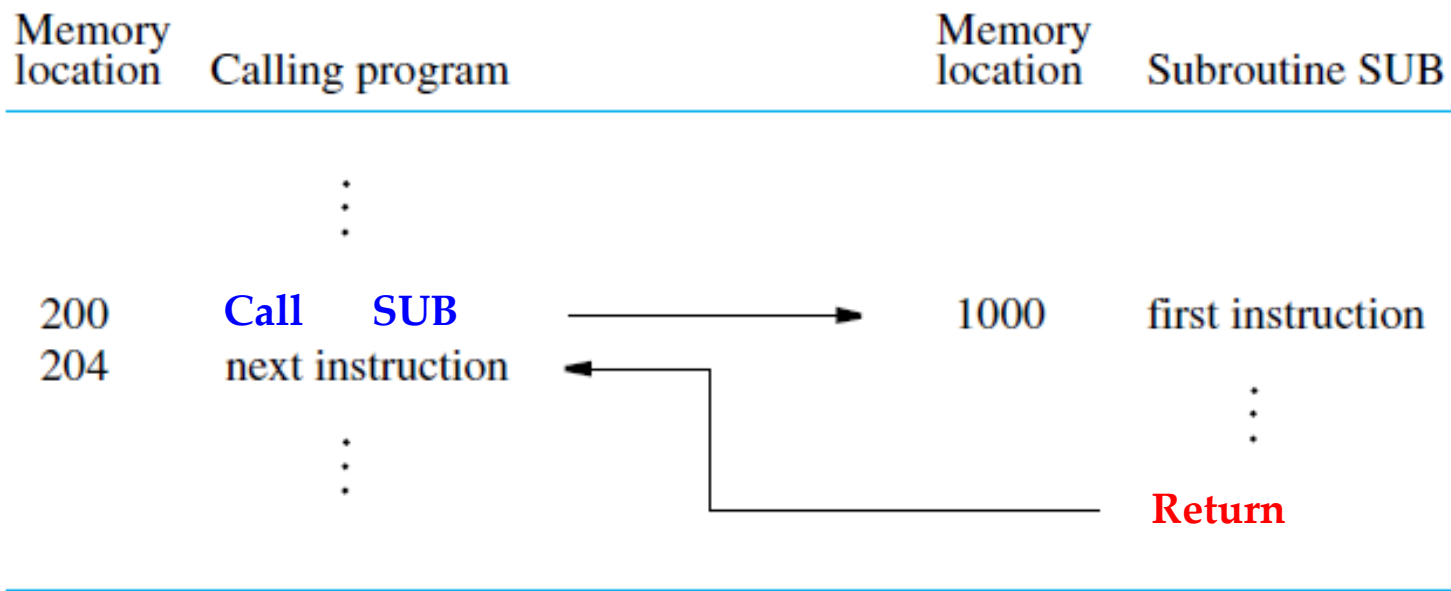 Memory location Calling program Memory location Subroutine SUB
200 Call SUB 1000 first instruction
204 next instruction
Return